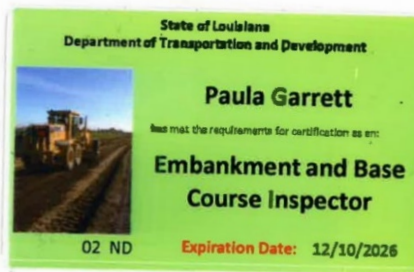 State of Louisiana
Department of Transportation and Development
Paula Garrett
has met the requirements for certification as an:
Embankment and Base
Course Inspector
02 ND
Expiration Date: 12/10/2026